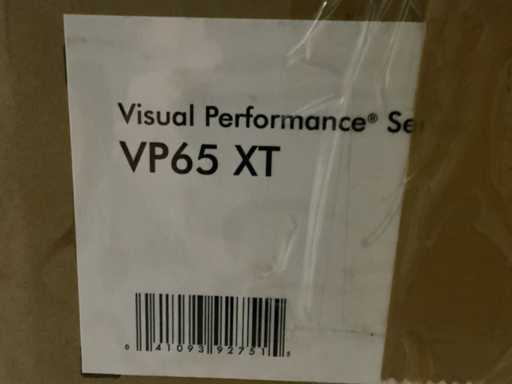 Visual Performance® Se
VP65 XT
0 41093 92751 5